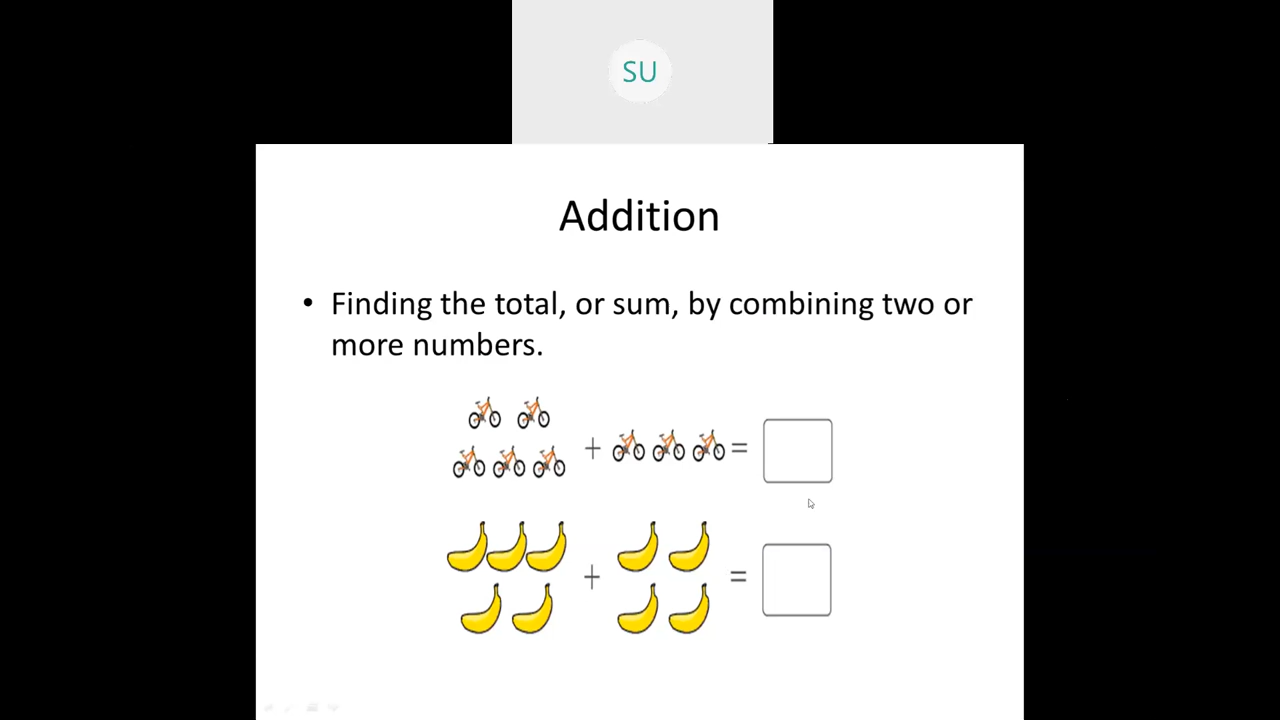 SU
Addition
• Finding the total, or sum, by combining two or
more numbers.
+ =
+ =